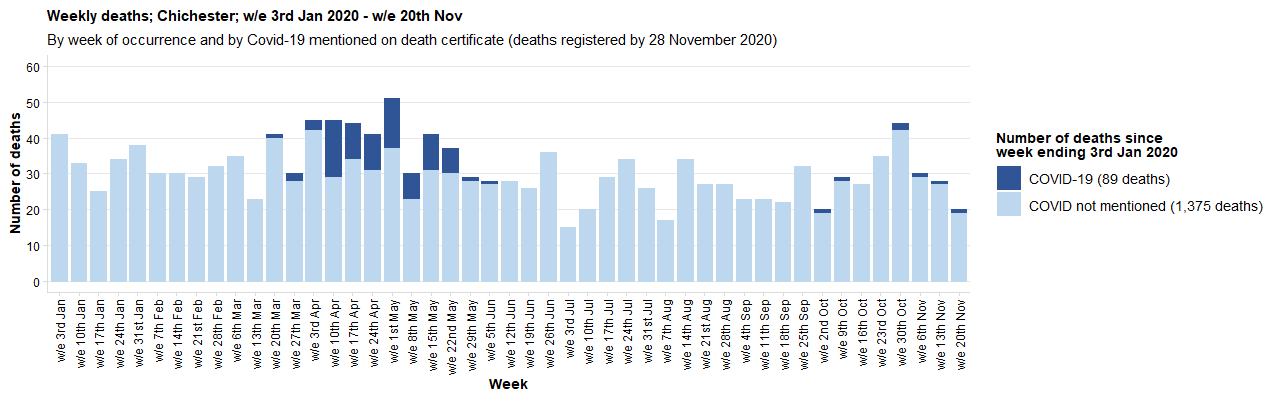 Weekly deaths; Chichester; w/e 3rd Jan 2020 - w/e 20th Nov
By week of occurrence and by Covid-19 mentioned on death certificate (deaths registered by 28 November 2020)
Number of deaths
60
50
40
30
20
10
0
w/e 3rd Jan
w/e 10th Jan
w/e 17th Jan
w/e 24th Jan
w/e 31st Jan
w/e 7th Feb
w/e 14th Feb
w/e 21st Feb
w/e 28th Feb
w/e 6th Mar
w/e 13th Mar
w/e 20th Mar
w/e 27th Mar
w/e 3rd Apr
w/e 10th Apr
w/e 17th Apr
w/e 24th Apr
w/e 1st May
w/e 8th May
w/e 15th May
w/e 22nd May
w/e 29th May
w/e 5th Jun
w/e 12th Jun
w/e 19th Jun
w/e 26th Jun
w/e 3rd Jul
w/e 10th Jul
w/e 17th Jul
w/e 24th Jul
w/e 31st Jul
w/e 7th Aug
w/e 14th Aug
w/e 21st Aug
w/e 28th Aug
w/e 4th Sep
w/e 11th Sep
w/e 18th Sep
w/e 25th Sep
w/e 2nd Oct
w/e 9th Oct
w/e 16th Oct
w/e 23rd Oct
w/e 30th Oct
w/e 6th Nov
w/e 13th Nov
w/e 20th Nov
Week
Number of deaths since
week ending 3rd Jan 2020
COVID-19 (89 deaths)
COVID not mentioned (1,375 deaths)